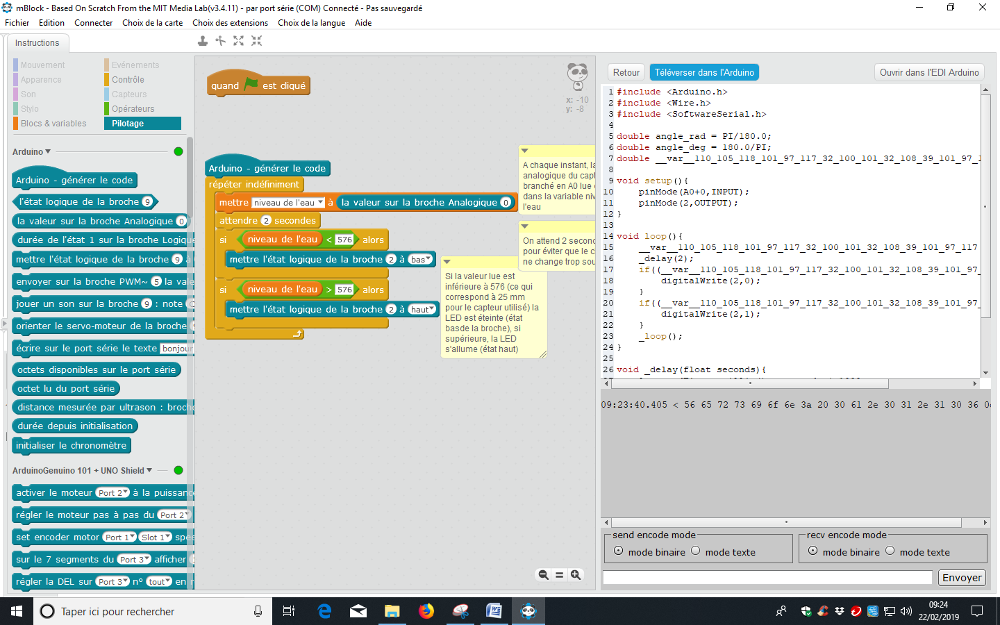 mBlock - Based On Scratch From the MIT Media Lab(v3.4.11) - par port série (COM) Connecté - Pas sauvegardé
Fichier Edition Connecter Choix de la carte Choix des extensions Choix de la langue Aide
Instructions
Mouvement Evénements
Apparence Contrôle
Son Capteurs
Stylo Opérateurs
Blocs & variables Pilotage
Arduino
Arduino - générer le code
l'état logique de la broche 9
la valeur sur la broche Analogique 0
durée de l'état 1 sur la broche Logique
mettre l'état logique de la broche 9 à
envoyer sur la broche PWM~ 5 la vale
jouer un son sur la broche 9 : note
orienter le servo-moteur de la broche
écrire sur le port série le texte bonjour
octets disponibles sur le port série
octet lu du port série
distance mesurée par ultrason : broche
durée depuis initialisation
initialiser le chronomètre
ArduinoGenuino 101 + UNO Shield
activer le moteur Port 2 à la puissance
régler le moteur pas à pas du Port 2
set encoder motor Port 1 Slot 1 spee
sur le 7 segments du Port 3 afficher
régler la DEL sur Port 3 n° tout en r
quand est cliqué
x: -10
y: -8
Arduino - générer le code
répéter indéfiniment
mettre niveau de l'eau à la valeur sur la broche Analogique 0
attendre 2 secondes
si niveau de l'eau < 576 alors
mettre l'état logique de la broche 2 à bas
si niveau de l'eau > 576 alors
mettre l'état logique de la broche 2 à haut
A chaque instant, la
analogique du capt
branché en A0 lue
dans la variable niv
l'eau
On attend 2 second
pour éviter que le c
ne change trop sou
Si la valeur lue est
inférieure à 576 (ce qui
correspond à 25 mm
pour le capteur utilisé) la
LED est éteinte (état
basde la broche), si
supérieure, la LED
s'allume (état haut)
Retour Téléverser dans l'Arduino Ouvrir dans l'EDI Arduino
1 #include <Arduino.h>
2 #include <Wire.h>
3 #include <SoftwareSerial.h>
4
5 double angle_rad = PI/180.0;
6 double angle_deg = 180.0/PI;
7 double __var__110_105_118_101_97_117_32_100_101_32_108_39_101_97_1
8
9 void setup(){
10 pinMode(A0+0,INPUT);
11 pinMode(2,OUTPUT);
12 }
13
14 void loop(){
15 __var__110_105_118_101_97_117_32_100_101_32_108_39_101_97_117
16 _delay(2);
17 if((__var__110_105_118_101_97_117_32_100_101_32_108_39_101_97_
18 digitalWrite(2,0);
19 }
20 if((__var__110_105_118_101_97_117_32_100_101_32_108_39_101_97_
21 digitalWrite(2,1);
22 }
23 _loop();
24 }
25
26 void _delay(float seconds){
09:23:40.405 < 56 65 72 73 69 6f 6e 3a 20 30 61 2e 30 31 2e 31 30 36 0
send encode mode recv encode mode
mode binaire mode texte mode binaire mode texte
Envoyer
Taper ici pour rechercher
09:24
22/02/2019